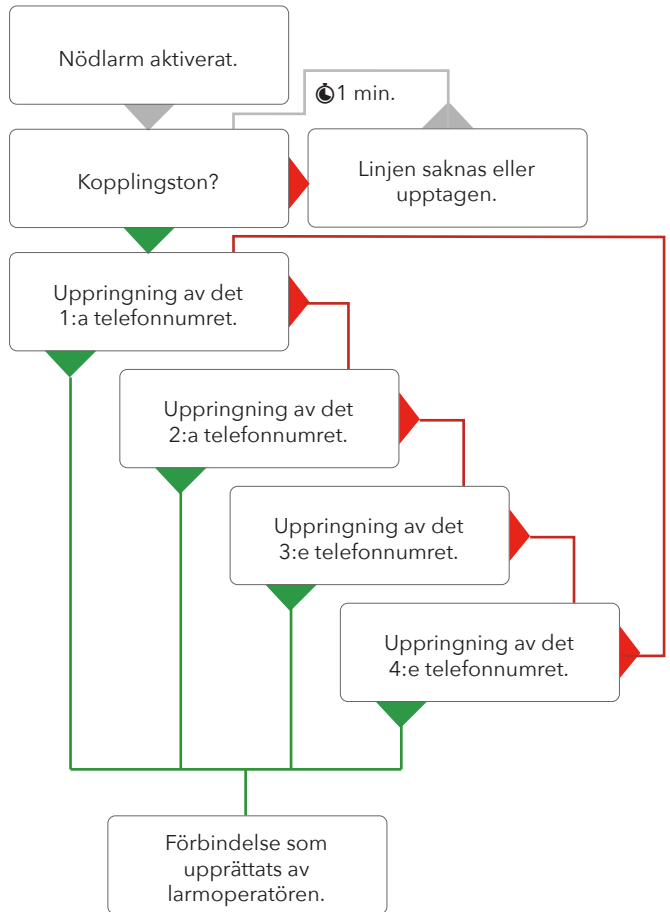 Nödlarm aktiverat.
1 min.
Kopplingston?
Linjen saknas eller
upptagen.
Uppringning av det
1:a telefonnumret.
Uppringning av det
2:a telefonnumret.
Uppringning av det
3:e telefonnumret.
Uppringning av det
4:e telefonnumret.
Förbindelse som
upprättats av
larmoperatören.